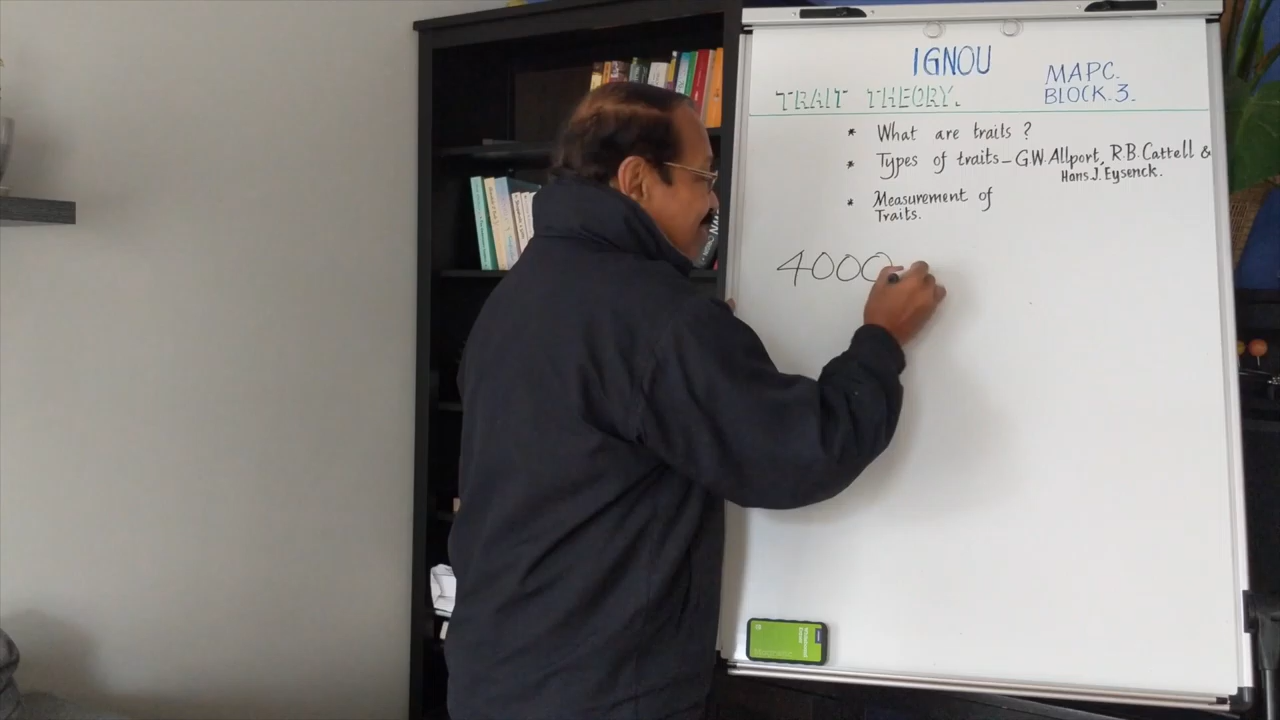 IGNOU
MAPC.
TRAIT THEORY.
BLOCK.3.
* What are traits ?
* Types of traits - G.W. Allport, R.B. Cattell &
Hans.J. Eysenck.
* Measurement of
Traits.
4000